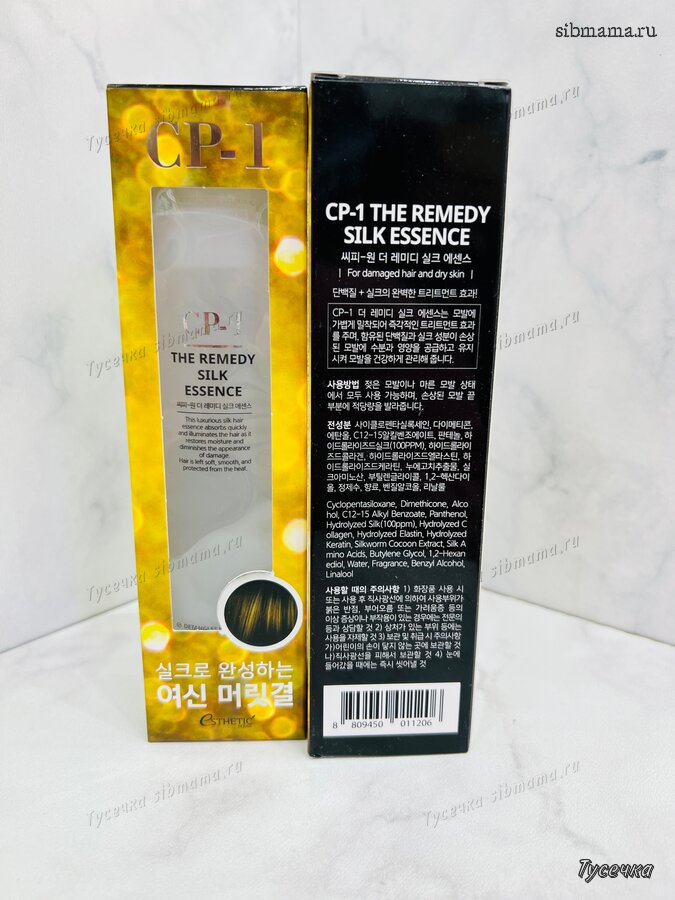 sibmama.ru
CP-1
CP-1
THE REMEDY
SILK
ESSENCE
씨피-원 더 레미디 실크 에센스
This luxurious silk hair
essence absorbs quickly
and illuminates the hair as it
restores moisture and
diminishes the appearance
of damage.
Hair is left soft, smooth, and
protected from the heat.
실크로 완성하는
여신 머릿결
eSTHETIC
CP-1 THE REMEDY
SILK ESSENCE
씨피-원 더 레미디 실크 에센스
| For damaged hair and dry skin |
단백질 + 실크의 완벽한 트리트먼트 효과!
CP-1 더 레미디 실크 에센스는 모발에
가볍게 밀착되어 즉각적인 트리트먼트 효과
를 주며, 함유된 단백질과 실크 성분이 손상
된 모발에 수분과 영양을 공급하고 유지
시켜 모발을 건강하게 관리해 줍니다.
사용방법 젖은 모발이나 마른 모발 상태
에서 모두 사용 가능하며, 손상된 모발 끝
부분에 적당량을 발라줍니다.
전성분 사이클로펜타실록세인, 다이메티콘,
에탄올, C12-15알킬벤조에이트, 판테놀, 하
이드롤라이즈드실크(100PPM), 하이드롤라이
즈드콜라겐, 하이드롤라이즈드엘라스틴, 하
이드롤라이즈드케라틴, 누에고치추출물, 실
크아미노산, 부틸렌글라이콜, 1,2-헥산다이
올, 정제수, 향료, 벤질알코올, 리날룰
Cyclopentasiloxane, Dimethicone, Alco
hol, C12-15 Alkyl Benzoate, Panthenol,
Hydrolyzed Silk(100ppm), Hydrolyzed C
ollagen, Hydrolyzed Elastin, Hydrolyzed
Keratin, Silkworm Cocoon Extract, Silk A
mino Acids, Butylene Glycol, 1,2-Hexan
ediol, Water, Fragrance, Benzyl Alcohol,
Linalool
사용할 때의 주의사항 1) 화장품 사용 시
또는 사용 후 직사광선에 의하여 사용부위가
붉은 반점, 부어오름 또는 가려움증 등의
이상 증상이나 부작용이 있는 경우에는 전문의
등과 상담할 것 2) 상처가 있는 부위 등에는
사용을 자제할 것 3) 보관 및 취급 시 주의사항
가)어린이의 손이 닿지 않는 곳에 보관할 것
나)직사광선을 피해서 보관할 것 4) 눈에
들어갔을 때에는 즉시 씻어낼 것
8 809450 011206
Тусечка sibmama.ru
Тусечка sibmama.ru
Тусечка sibmama.ru
Тусечка sibmama.ru
Тусечка